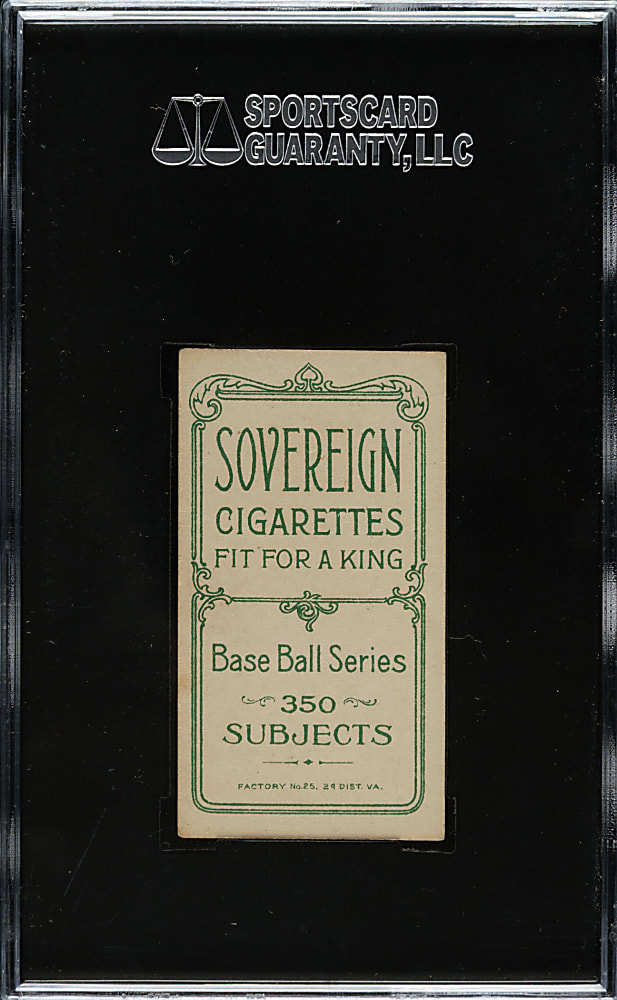 SPORTSCARD
GUARANTY, LLC
SOVEREIGN
CIGARETTES
FIT FOR A KING
Base Ball Series
350
SUBJECTS
FACTORY No.25, 2d DIST. VA.